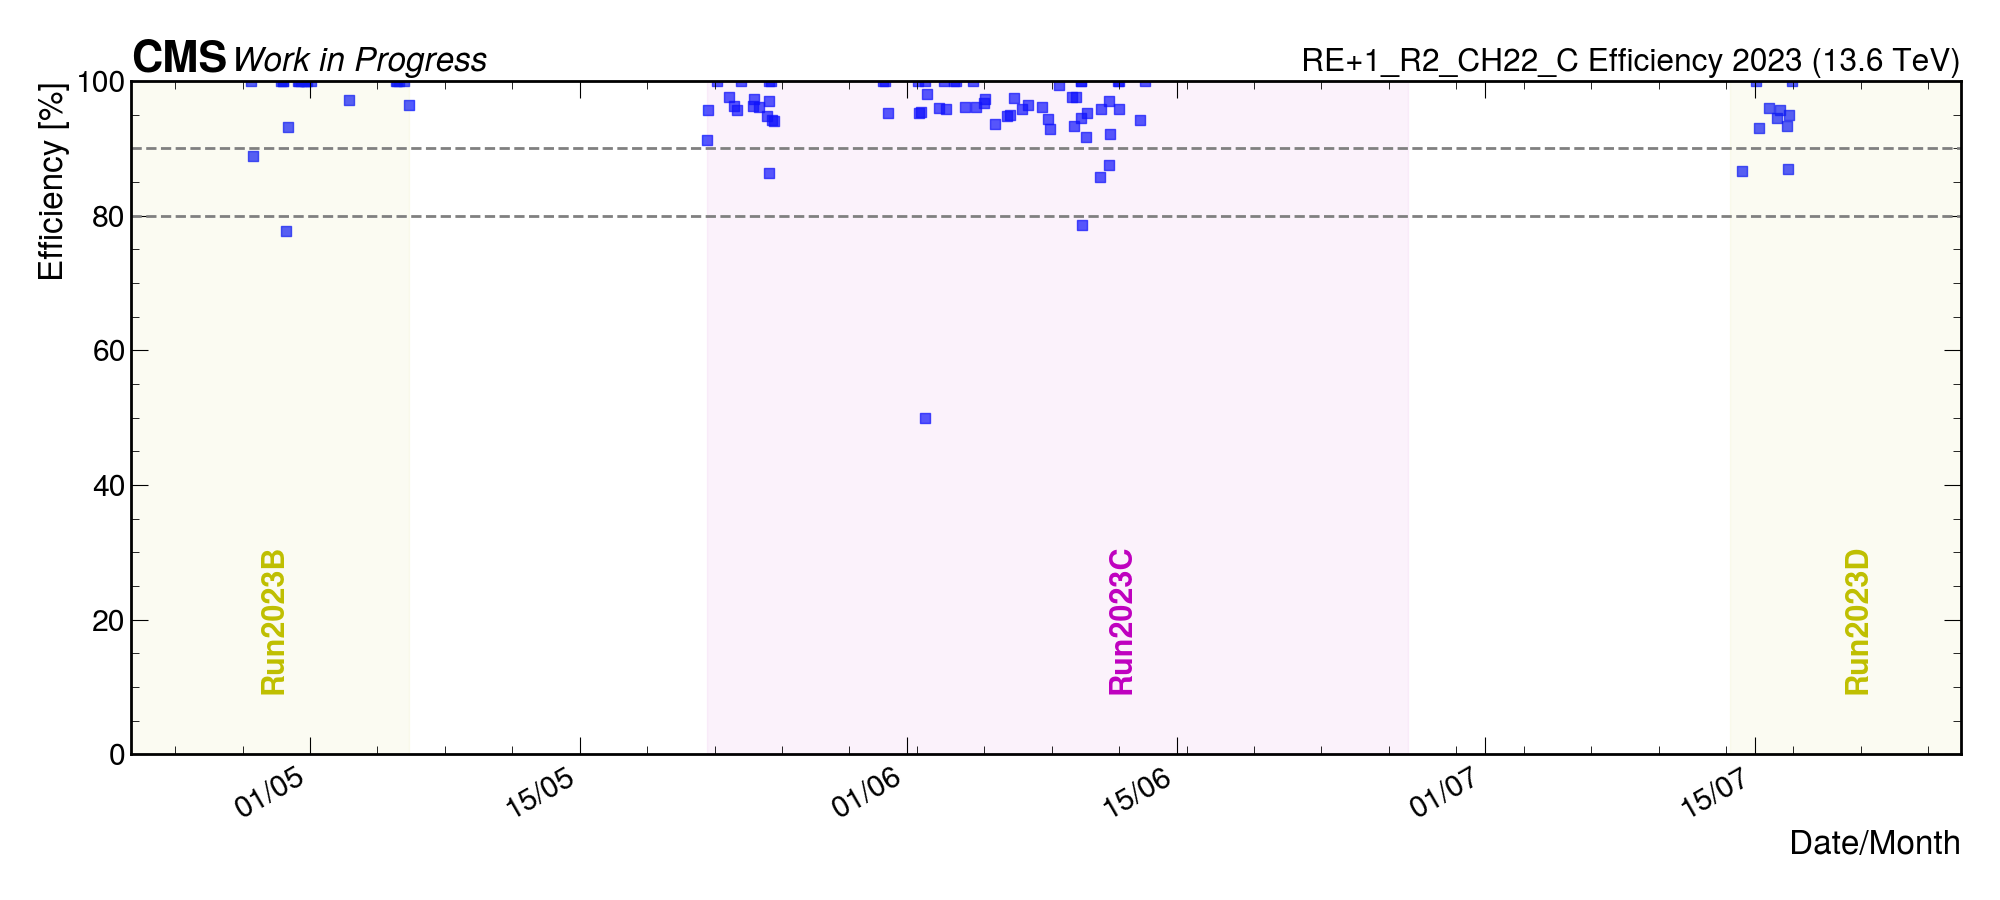 CMS Work in Progress
RE+1_R2_CH22_C Efficiency 2023 (13.6 TeV)
Efficiency [%]
100
80
60
40
20
0
Run2023B
Run2023C
Run2023D
01/05
15/05
01/06
15/06
01/07
15/07
Date/Month